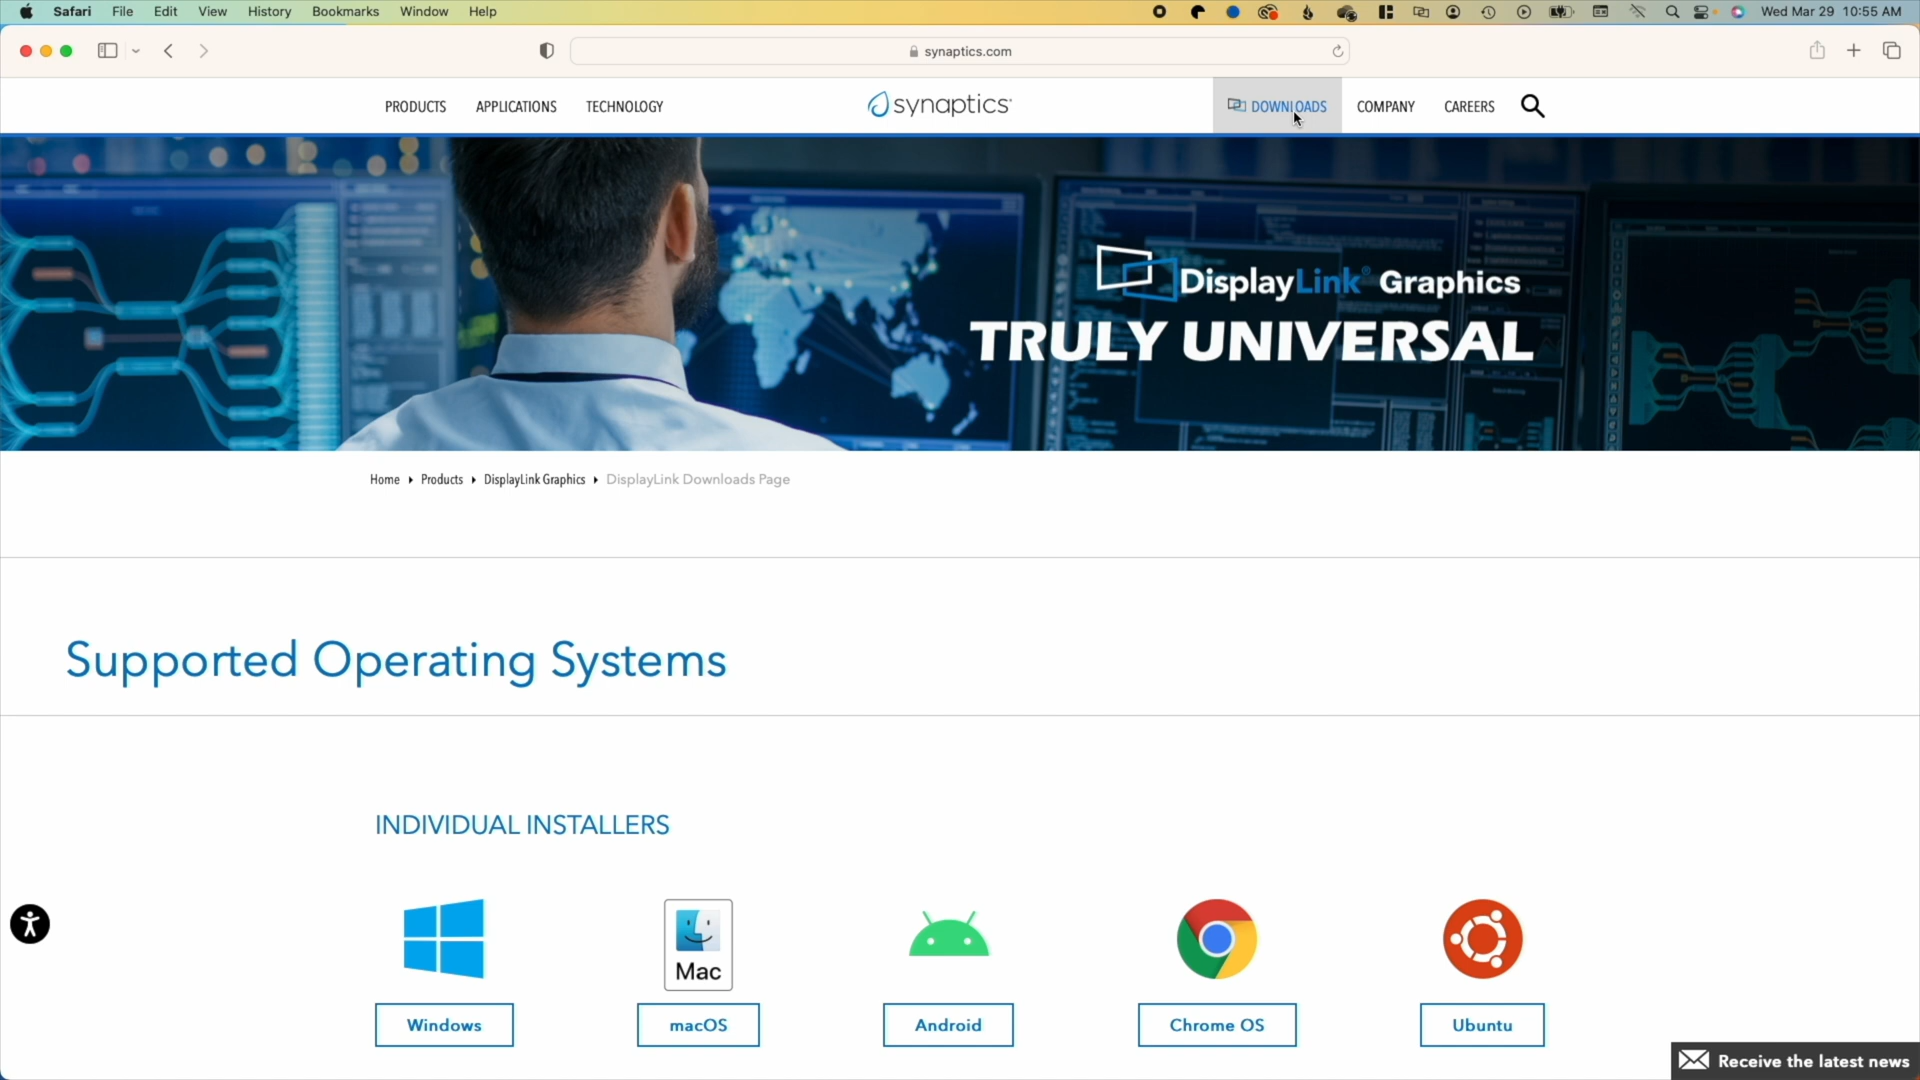 Safari File Edit View History Bookmarks Window Help Wed Mar 29 10:55 AM
synaptics.com
PRODUCTS APPLICATIONS TECHNOLOGY synaptics DOWNLOADS COMPANY CAREERS
DisplayLink® Graphics
TRULY UNIVERSAL
Home Products DisplayLink Graphics DisplayLink Downloads Page
Supported Operating Systems
INDIVIDUAL INSTALLERS
Mac
Windows macOS Android Chrome OS Ubuntu
Receive the latest news